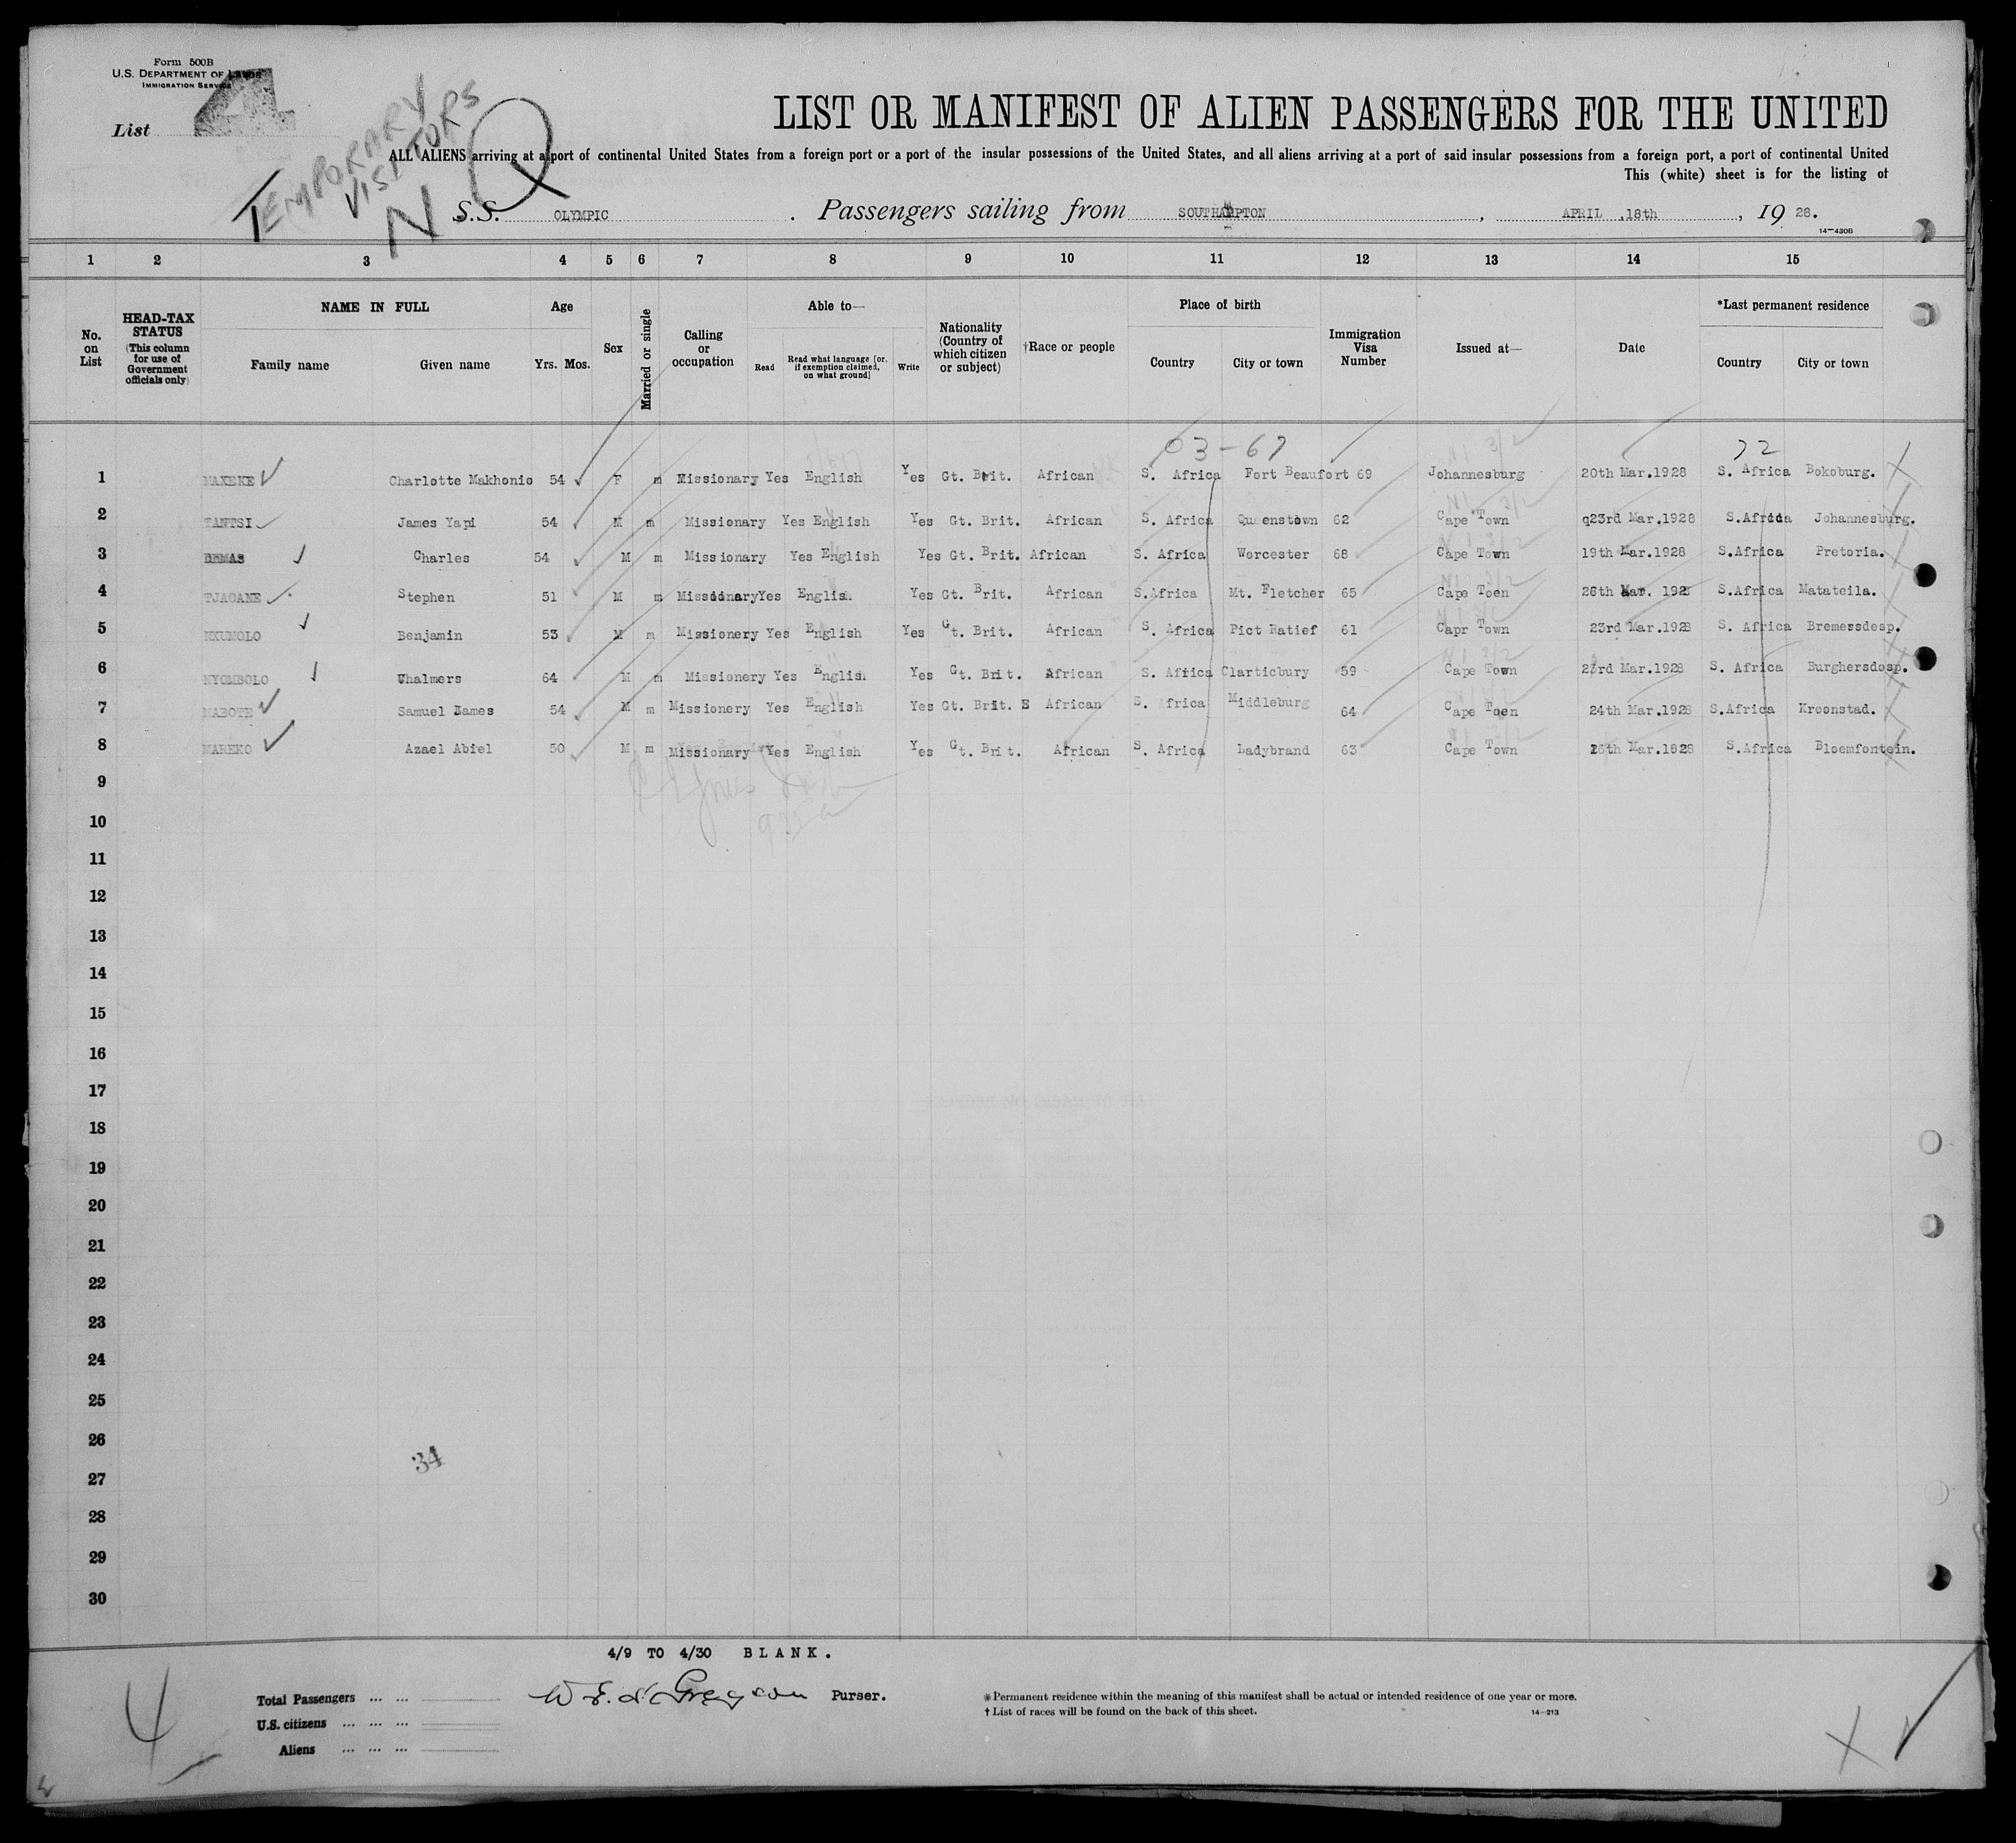 Form 500B
U.S. DEPARTMENT OF LABOR
IMMIGRATION SERVICE
List 4
TEMPORARY
VISITORS
N Q
LIST OR MANIFEST OF ALIEN PASSENGERS FOR THE UNITED
ALL ALIENS arriving at a port of continental United States from a foreign port or a port of the insular possessions of the United States, and all aliens arriving at a port of said insular possessions from a foreign port, a port of continental United
This (white) sheet is for the listing of
S.S. OLYMPIC . Passengers sailing from SOUTHAMPTON , APRIL ,18th , 19 28.
14—430B
1 2 3 4 5 6 7 8 9 10 11 12 13 14 15
No. on List
HEAD-TAX STATUS (This column for use of Government officials only)
NAME IN FULL
Family name Given name
Age
Yrs. Mos.
Sex
Married or single
Calling or occupation
Able to—
Read Read what language [or, if exemption claimed, on what ground] Write
Nationality (Country of which citizen or subject)
†Race or people
Place of birth
Country City or town
Immigration Visa Number
Issued at—
Date
*Last permanent residence
Country City or town
03-67 72
1 MAXEKE Charlotte Makhonio 54 F m Missionary Yes English Yes Gt. Brit. African S. Africa Fort Beaufort 69 Johannesburg 20th Mar.1928 S. Africa Bokoburg.
2 TANTSI James Yapi 54 M m Missionary Yes English Yes Gt. Brit. African S. Africa Queenstown 62 Cape Town q23rd Mar.1928 S.Africa Johannesburg.
3 DEMAS Charles 54 M m Missionary Yes English Yes Gt. Brit. African S. Africa Worcester 68 Cape Town 19th Mar.1928 S.Africa Pretoria.
4 TJAOANE Stephen 51 M m Missionary Yes English Yes Gt. Brit. African S.Africa Mt. Fletcher 65 Cape Toen 26th Mar. 192 S.Africa Matateila.
5 Benjamin 53 M m Missionery Yes English Yes Gt. Brit. African S. Africa Pict Ratief 61 Capr Town 23rd Mar.1928 S. Africa Bremersdesp.
6 NYOMBOLO Chalmers 64 M m Missionery Yes English Yes Gt. Brit. African S. Africa Clarticbury 59 Cape Town 23rd Mar.1928 S. Africa Burghersdosp.
7 MABOTE Samuel James 54 M m Missionery Yes English Yes Gt. Brit. E African S. Africa Middleburg 64 Cape Toen 24th Mar.1928 S.Africa Kroonstad.
8 MAREKO Azael Abiel 50 M m Missionary Yes English Yes Gt. Brit. African S. Africa Ladybrand 63 Cape Town 26th Mar.1828 S.Africa Bloemfontein.
9
10
11
12
13
14
15
16
17
18
19
20
21
22
23
24
25
26
34
27
28
29
30
4/9 TO 4/30 BLANK.
4
Total Passengers ... ...
U.S. citizens ... ... ...
Aliens ... ... ...
Purser.
* Permanent residence within the meaning of this manifest shall be actual or intended residence of one year or more.
† List of races will be found on the back of this sheet.
14—213